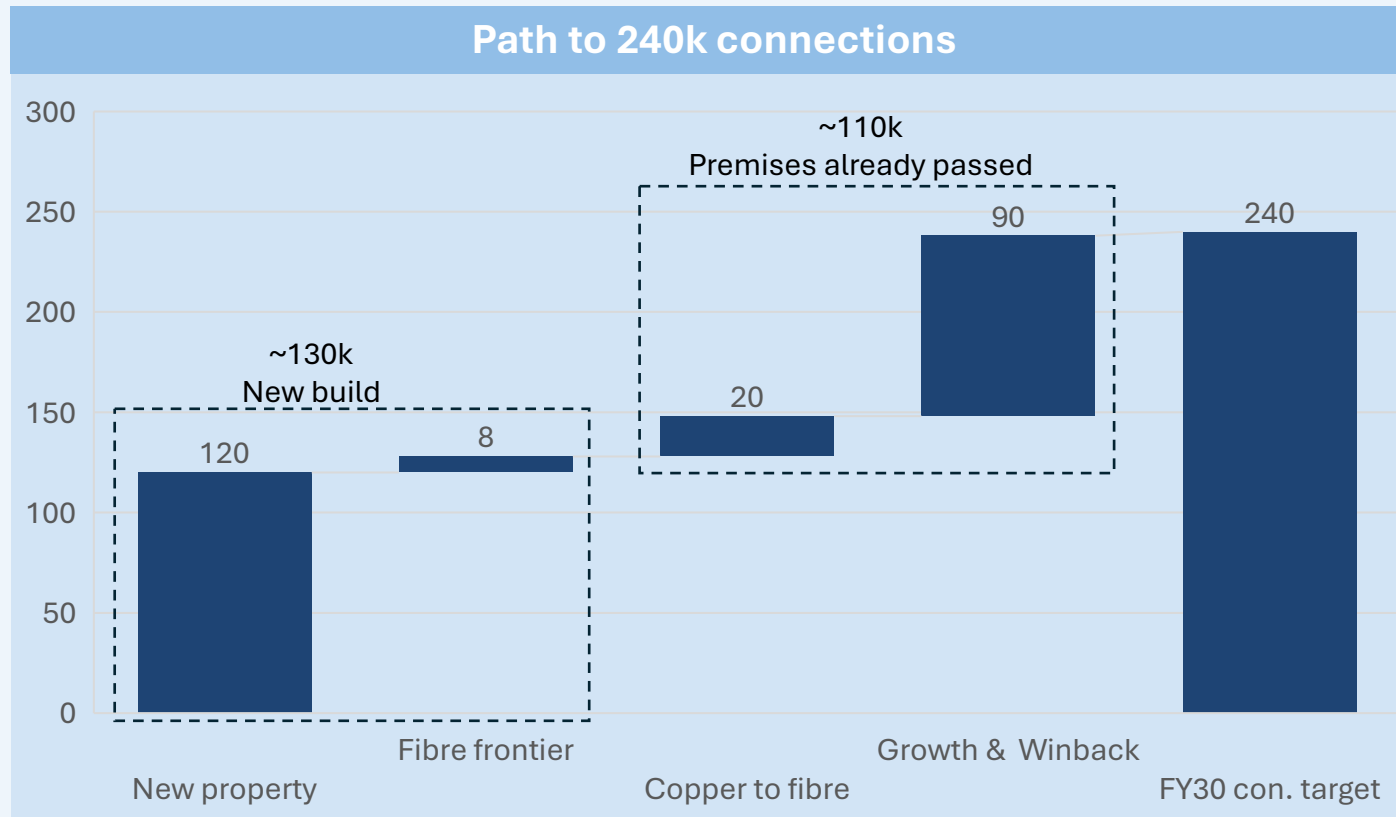 Path to 240k connections
300
250
200
150
100
50
0
~130k
New build
~110k
Premises already passed
120
8
20
90
240
New property
Fibre frontier
Copper to fibre
Growth &  Winback
FY30 con. target